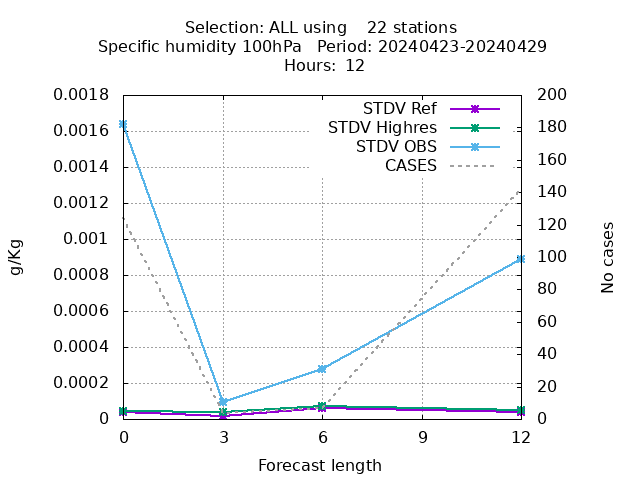 Selection: ALL using    22 stations
Specific humidity 100hPa   Period: 20240423-20240429
Hours: 12
0.0018
0.0016
0.0014
0.0012
0.001
0.0008
0.0006
0.0004
0.0002
0
g/Kg
STDV Ref
STDV Highres
STDV OBS
CASES
200
180
160
140
120
100
80
60
40
20
0
No cases
0 3 6 9 12
Forecast length